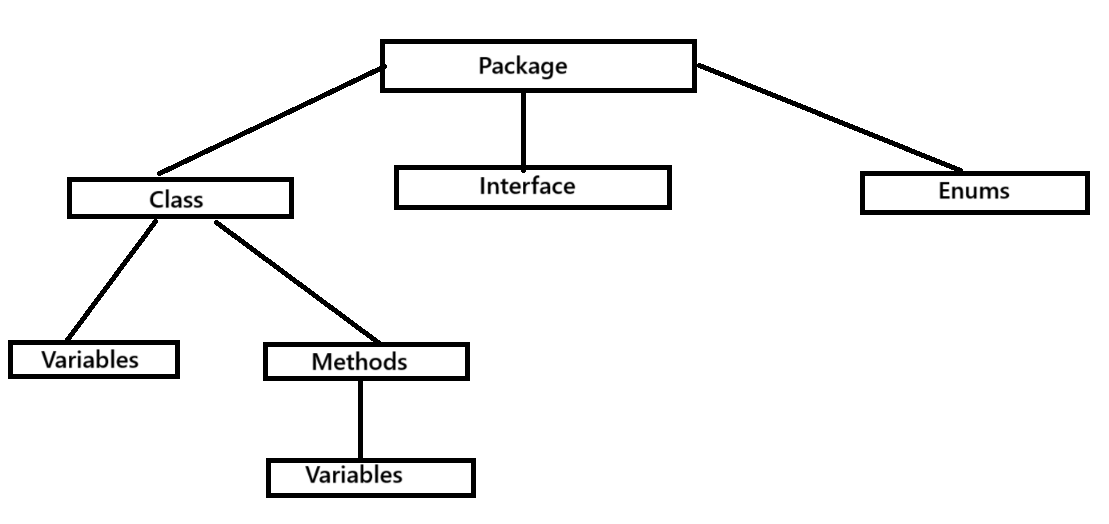 Package
Class
Interface
Enums
Variables
Methods
Variables